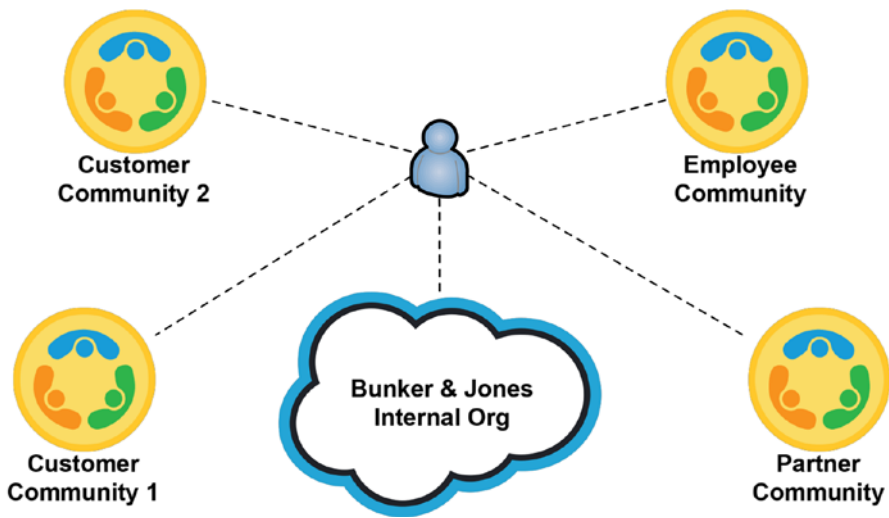 Customer
Community 2
Employee
Community
Bunker & Jones
Internal Org
Customer
Community 1
Partner
Community